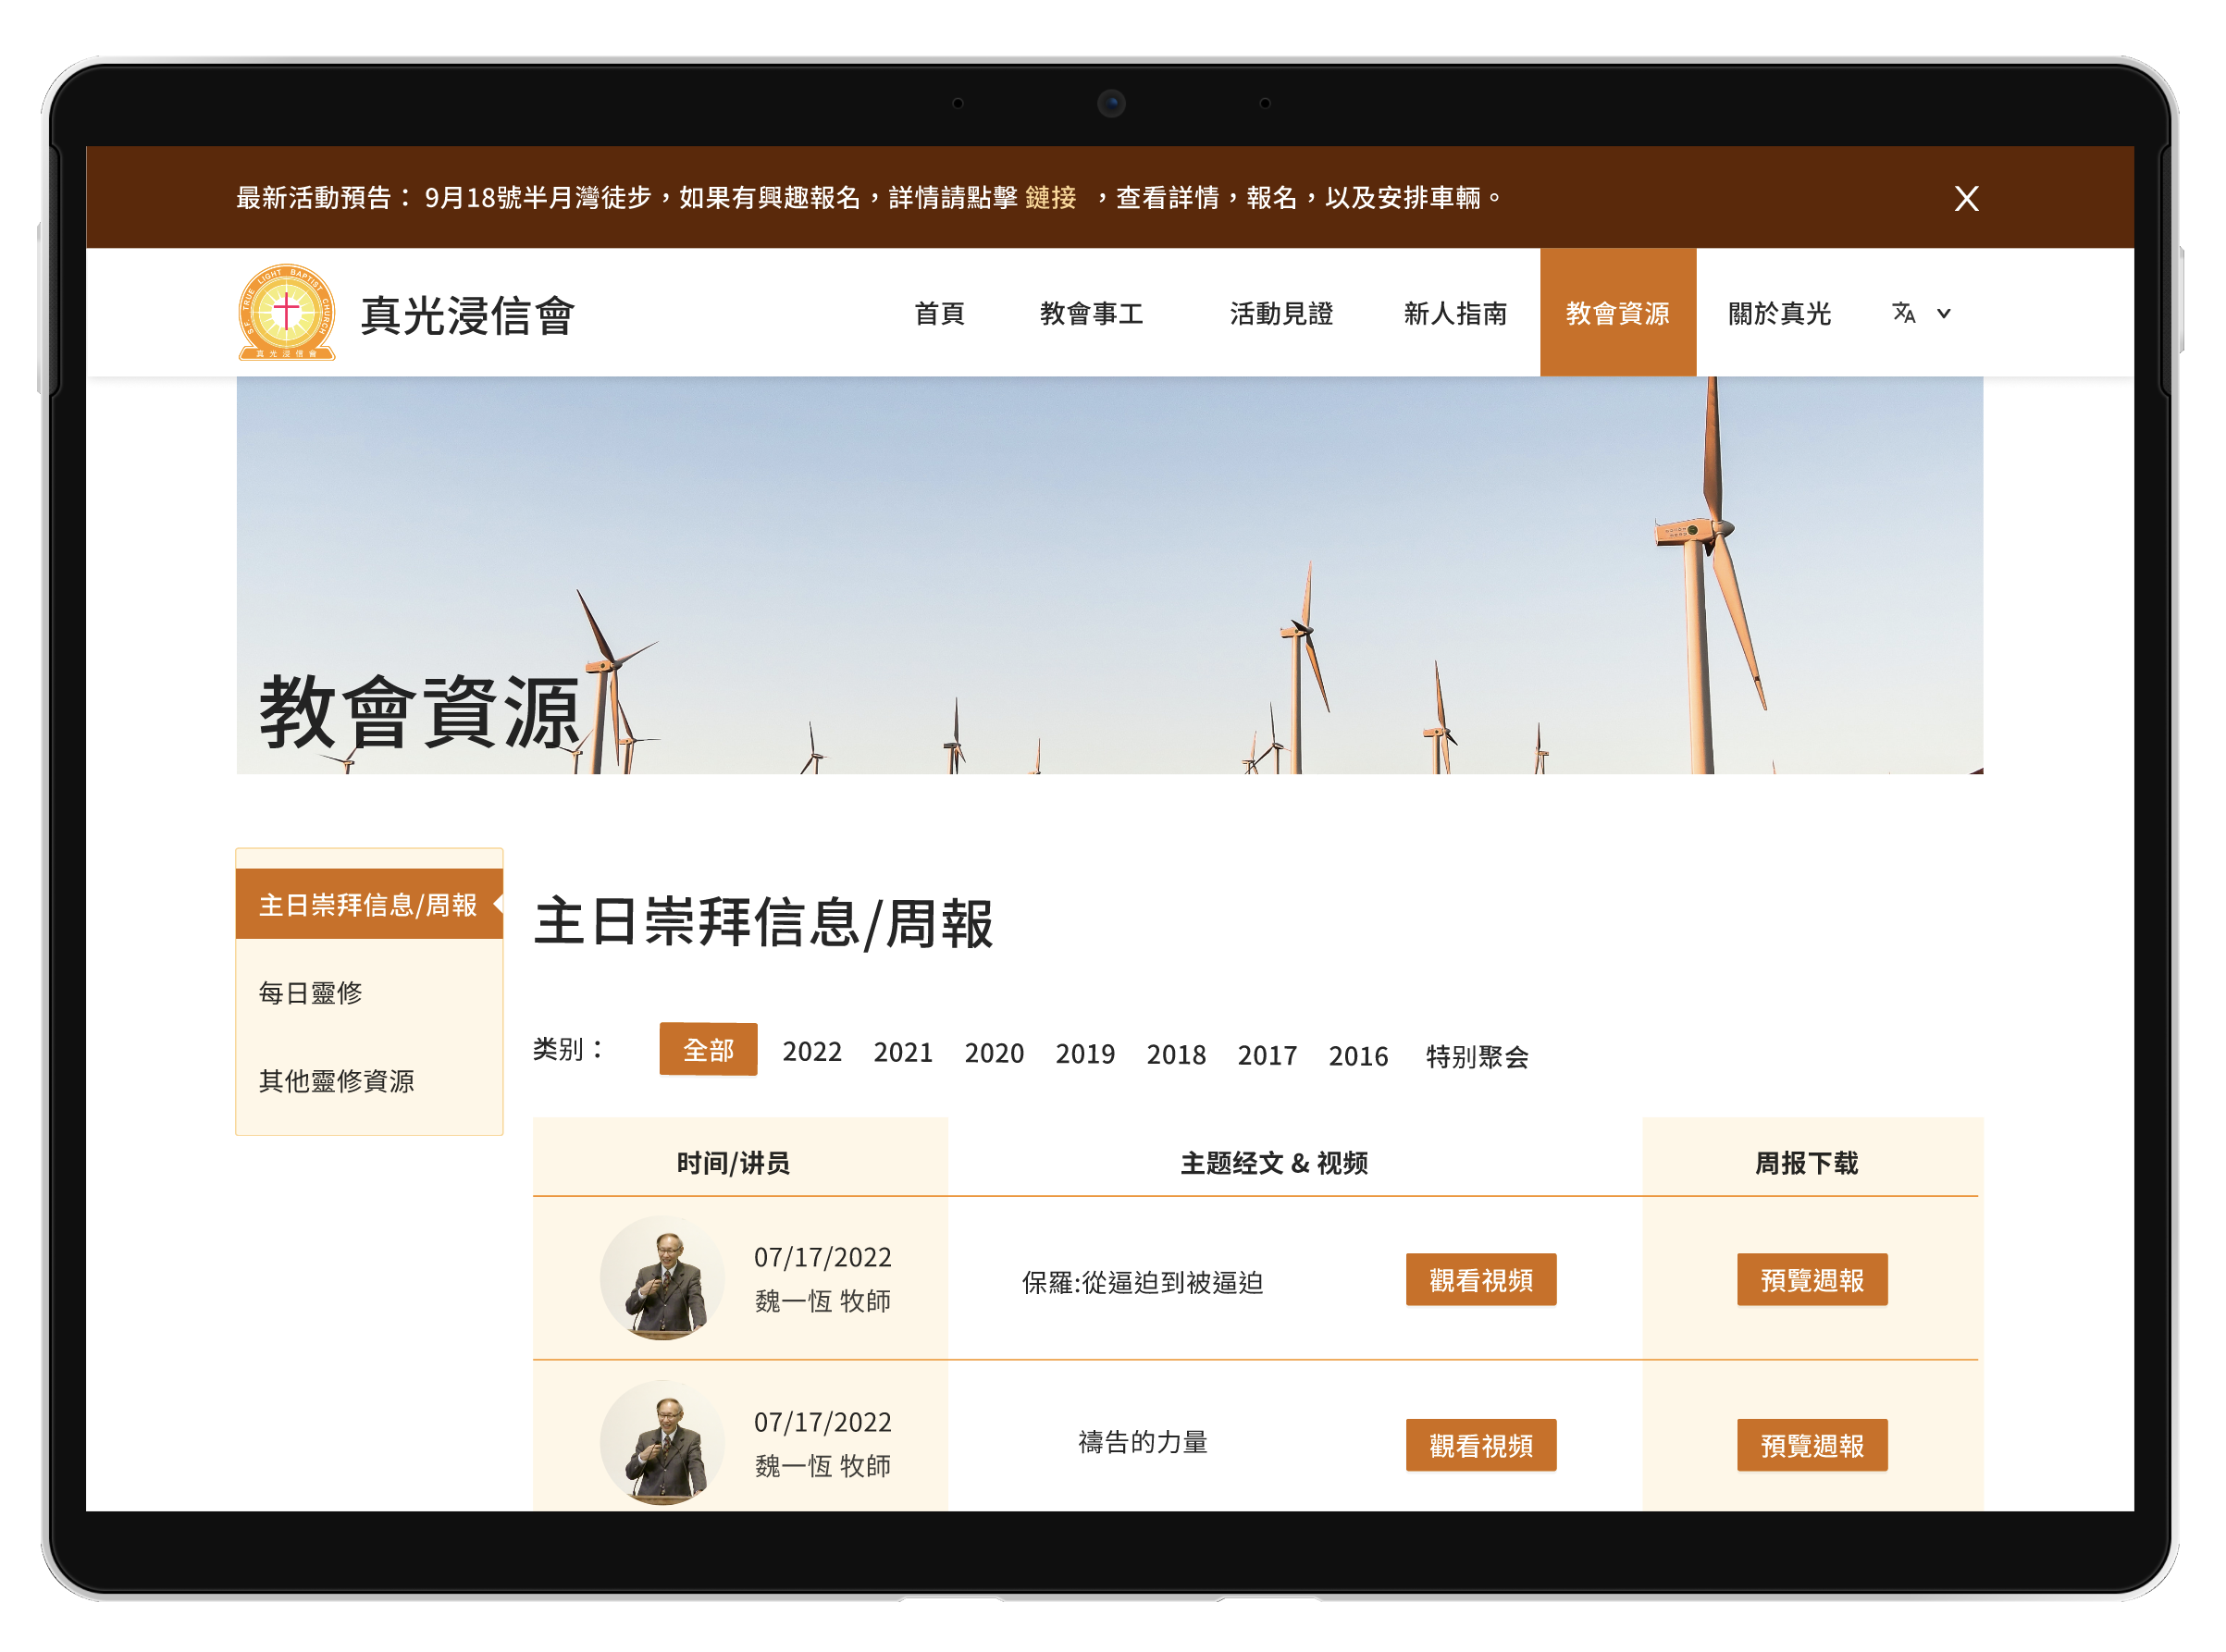 最新活動預告： 9月18號半月灣徒步，如果有興趣報名，詳情請點擊 鏈接 ，查看詳情，報名，以及安排車輛。 X
S.F. TRUE LIGHT BAPTIST CHURCH
真光浸信會
真光浸信會
首頁 教會事工 活動見證 新人指南 教會資源 關於真光 文A
教會資源
主日崇拜信息/周報
每日靈修
其他靈修資源
主日崇拜信息/周報
类别： 全部 2022 2021 2020 2019 2018 2017 2016 特别聚会
时间/讲员 主题经文 & 视频 周报下载
07/17/2022
魏一恆 牧師
保羅:從逼迫到被逼迫 觀看視頻 預覽週報
07/17/2022
魏一恆 牧師
禱告的力量 觀看視頻 預覽週報